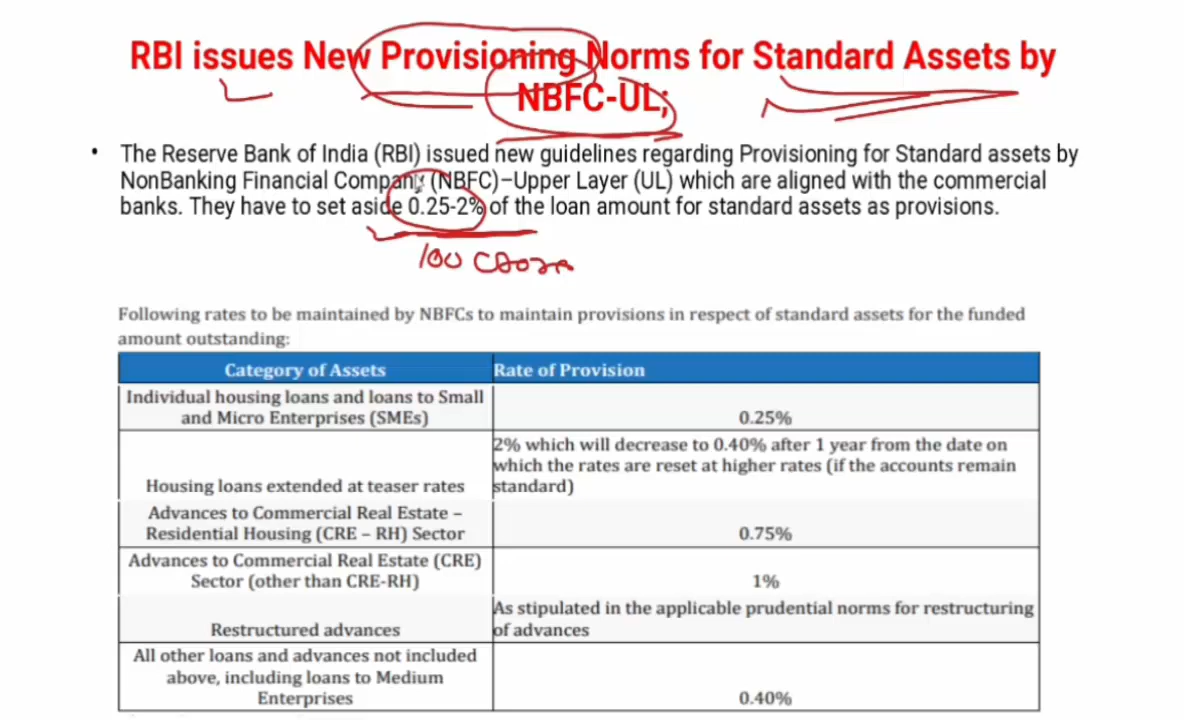 RBI issues New Provisioning Norms for Standard Assets by
NBFC-UL;
• The Reserve Bank of India (RBI) issued new guidelines regarding Provisioning for Standard assets by
NonBanking Financial Company (NBFC)–Upper Layer (UL) which are aligned with the commercial
banks. They have to set aside 0.25-2% of the loan amount for standard assets as provisions.
100 crore
Following rates to be maintained by NBFCs to maintain provisions in respect of standard assets for the funded
amount outstanding:
Category of Assets Rate of Provision
Individual housing loans and loans to Small
and Micro Enterprises (SMEs) 0.25%
2% which will decrease to 0.40% after 1 year from the date on
which the rates are reset at higher rates (if the accounts remain
Housing loans extended at teaser rates standard)
Advances to Commercial Real Estate –
Residential Housing (CRE – RH) Sector 0.75%
Advances to Commercial Real Estate (CRE)
Sector (other than CRE-RH) 1%
As stipulated in the applicable prudential norms for restructuring
Restructured advances of advances
All other loans and advances not included
above, including loans to Medium
Enterprises 0.40%